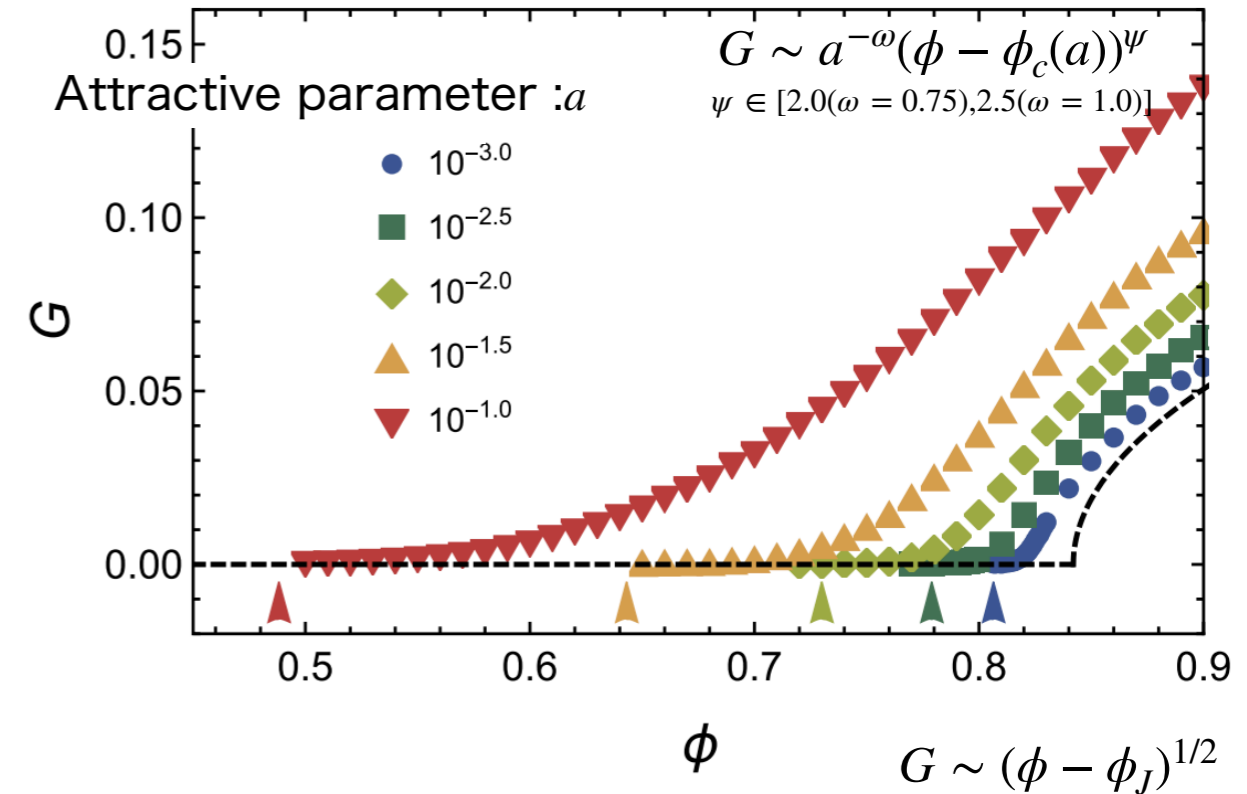 G ∼ a^{−ω}(ϕ − ϕ_c(a))^ψ
ψ ∈ [2.0(ω = 0.75),2.5(ω = 1.0)]
Attractive parameter :a
10^{−3.0}
10^{−2.5}
10^{−2.0}
10^{−1.5}
10^{−1.0}
G
0.15
0.10
0.05
0.00
0.5 0.6 0.7 0.8 0.9
ϕ
G ∼ (ϕ − ϕ_J)^{1/2}